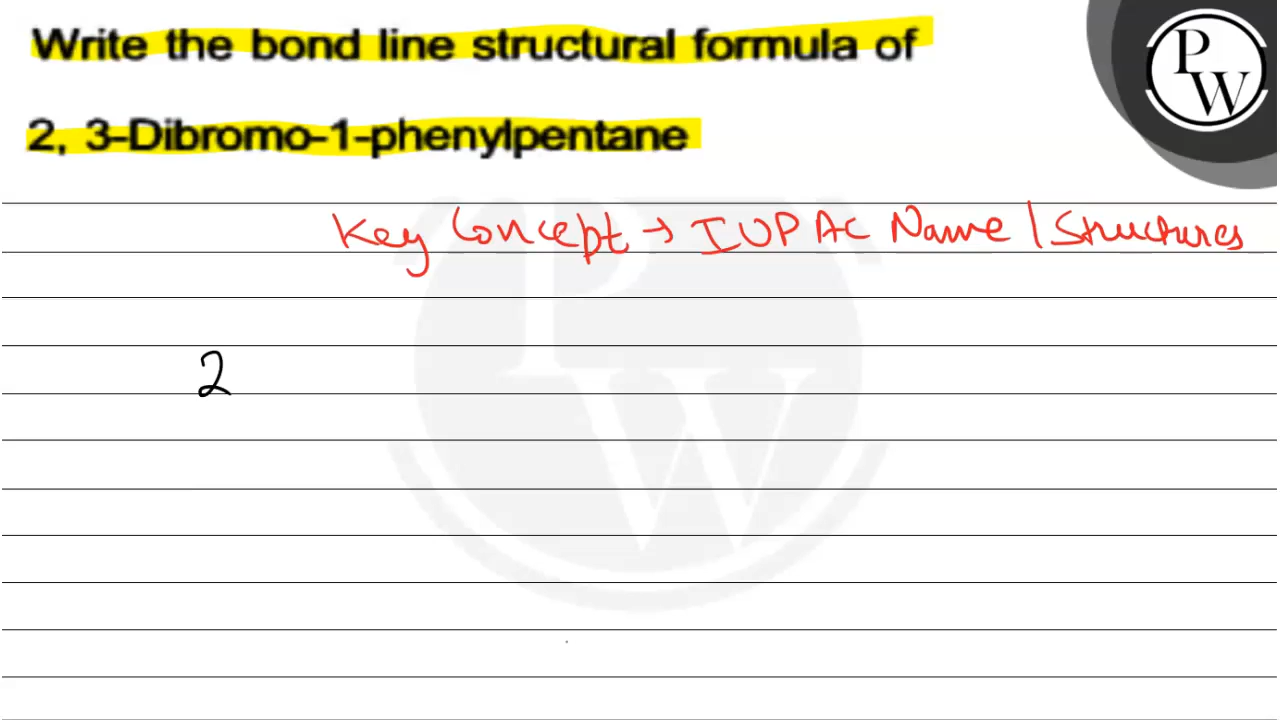 Write the bond line structural formula of
2, 3-Dibromo-1-phenylpentane
P
W
Key Concept → IUPAC Name / Structures
2
P
W